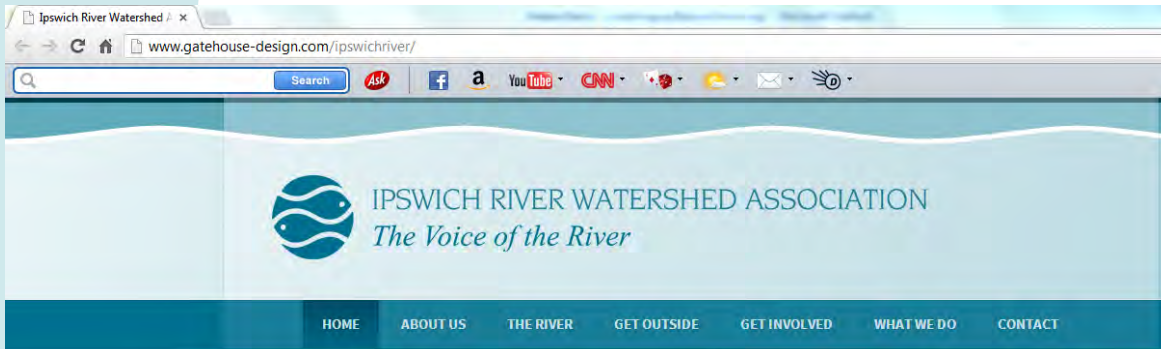 Ipswich River Watershed A
www.gatehouse-design.com/ipswichriver/
Search Ask f a YouTube CNN D
IPSWICH RIVER WATERSHED ASSOCIATION
The Voice of the River
HOME ABOUT US THE RIVER GET OUTSIDE GET INVOLVED WHAT WE DO CONTACT